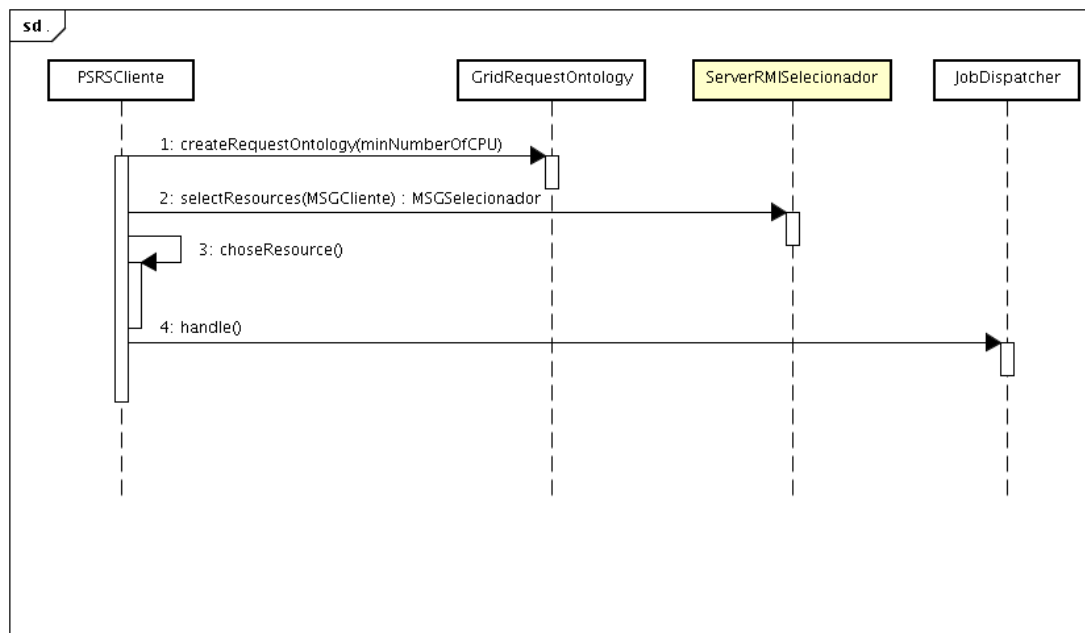 sd .
PSRSCliente
GridRequestOntology
ServerRMISelecionador
JobDispatcher
1: createRequestOntology(minNumberOfCPU)
2: selectResources(MSGCliente) : MSGSelecionador
3: choseResource()
4: handle()